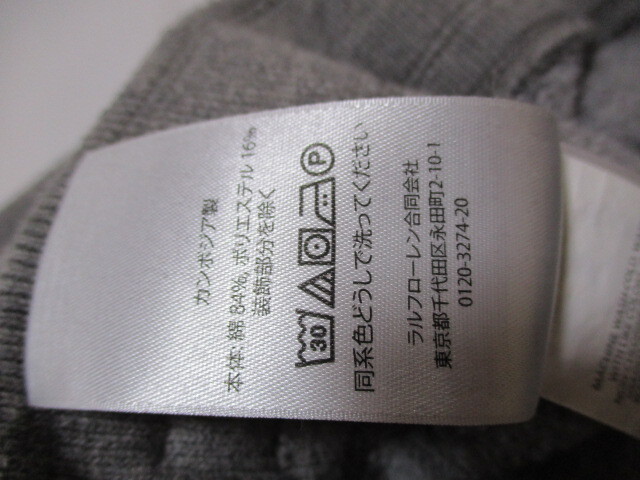 カンボジア製
本体: 綿 84%, ポリエステル 16%
装飾部分を除く
30 P
同系色どうしで洗ってください
ラルフローレン合同会社
東京都千代田区永田町2-10-1
0120-3274-20